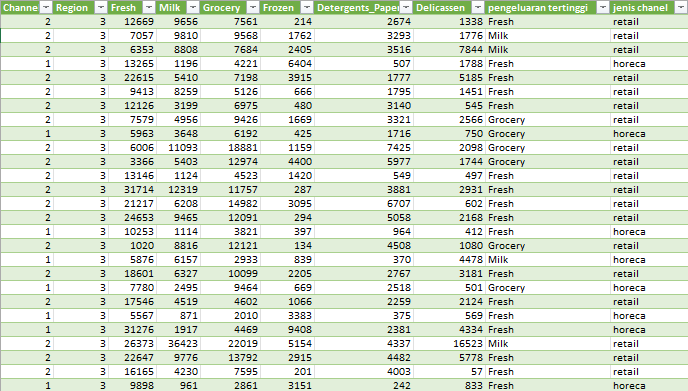 Channe Region Fresh Milk Grocery Frozen Detergents_Paper Delicassen pengeluaran tertinggi jenis chanel
2 3 12669 9656 7561 214 2674 1338 Fresh retail
2 3 7057 9810 9568 1762 3293 1776 Milk retail
2 3 6353 8808 7684 2405 3516 7844 Milk retail
1 3 13265 1196 4221 6404 507 1788 Fresh horeca
2 3 22615 5410 7198 3915 1777 5185 Fresh retail
2 3 9413 8259 5126 666 1795 1451 Fresh retail
2 3 12126 3199 6975 480 3140 545 Fresh retail
2 3 7579 4956 9426 1669 3321 2566 Grocery retail
1 3 5963 3648 6192 425 1716 750 Grocery horeca
2 3 6006 11093 18881 1159 7425 2098 Grocery retail
2 3 3366 5403 12974 4400 5977 1744 Grocery retail
2 3 13146 1124 4523 1420 549 497 Fresh retail
2 3 31714 12319 11757 287 3881 2931 Fresh retail
2 3 21217 6208 14982 3095 6707 602 Fresh retail
2 3 24653 9465 12091 294 5058 2168 Fresh retail
1 3 10253 1114 3821 397 964 412 Fresh horeca
2 3 1020 8816 12121 134 4508 1080 Grocery retail
1 3 5876 6157 2933 839 370 4478 Milk horeca
2 3 18601 6327 10099 2205 2767 3181 Fresh retail
1 3 7780 2495 9464 669 2518 501 Grocery horeca
2 3 17546 4519 4602 1066 2259 2124 Fresh retail
1 3 5567 871 2010 3383 375 569 Fresh horeca
1 3 31276 1917 4469 9408 2381 4334 Fresh horeca
2 3 26373 36423 22019 5154 4337 16523 Milk retail
2 3 22647 9776 13792 2915 4482 5778 Fresh retail
2 3 16165 4230 7595 201 4003 57 Fresh retail
1 3 9898 961 2861 3151 242 833 Fresh horeca